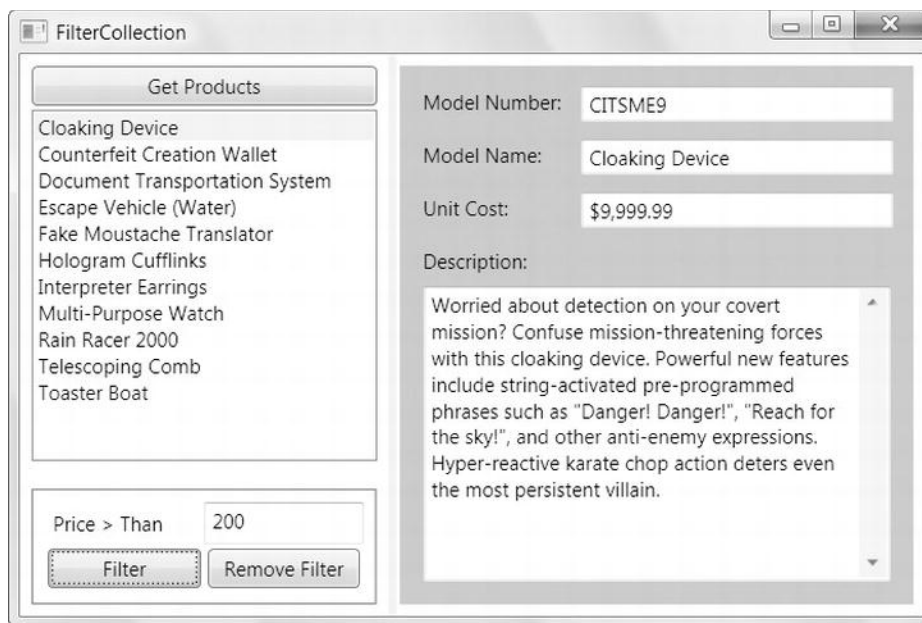 FilterCollection
Get Products
Cloaking Device
Counterfeit Creation Wallet
Document Transportation System
Escape Vehicle (Water)
Fake Moustache Translator
Hologram Cufflinks
Interpreter Earrings
Multi-Purpose Watch
Rain Racer 2000
Telescoping Comb
Toaster Boat
Price > Than 200
Filter Remove Filter
Model Number: CITSME9
Model Name: Cloaking Device
Unit Cost: $9,999.99
Description:
Worried about detection on your covert
mission? Confuse mission-threatening forces
with this cloaking device. Powerful new features
include string-activated pre-programmed
phrases such as "Danger! Danger!", "Reach for
the sky!", and other anti-enemy expressions.
Hyper-reactive karate chop action deters even
the most persistent villain.